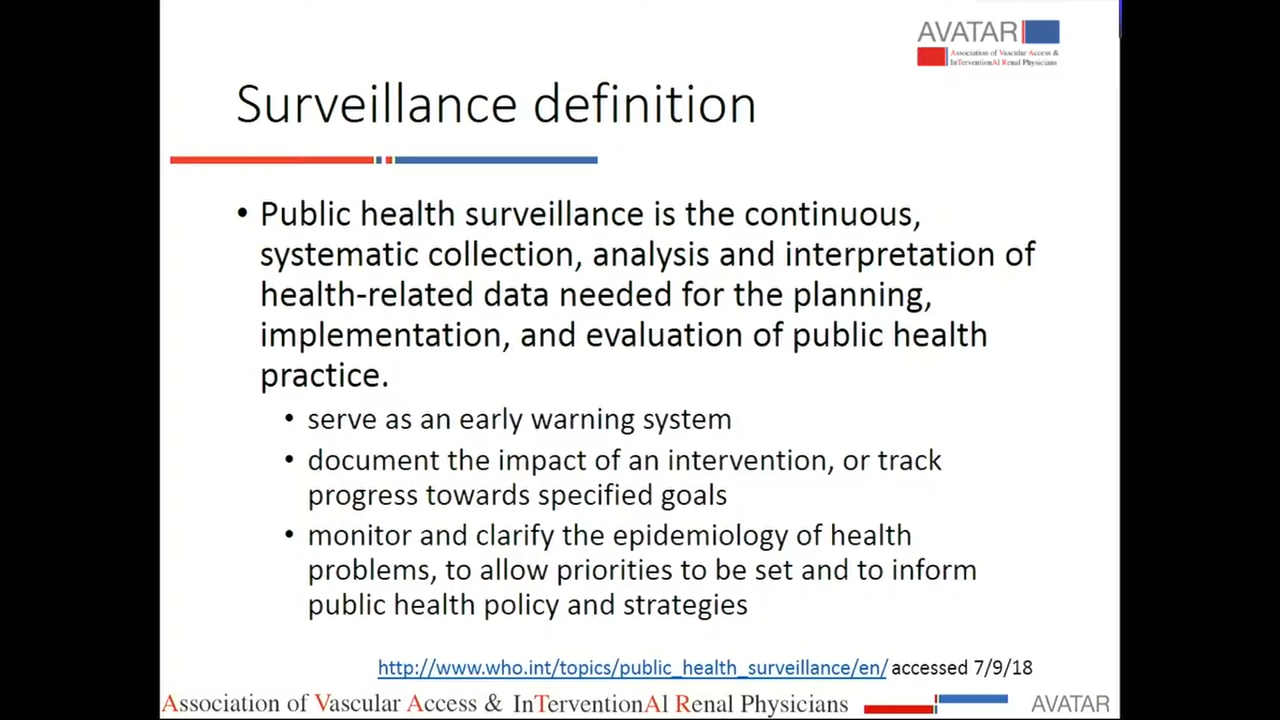 AVATAR
Association of Vascular Access &
InTerventionAl Renal Physicians
Surveillance definition
• Public health surveillance is the continuous,
systematic collection, analysis and interpretation of
health-related data needed for the planning,
implementation, and evaluation of public health
practice.
• serve as an early warning system
• document the impact of an intervention, or track
progress towards specified goals
• monitor and clarify the epidemiology of health
problems, to allow priorities to be set and to inform
public health policy and strategies
http://www.who.int/topics/public_health_surveillance/en/ accessed 7/9/18
Association of Vascular Access & InTerventionAl Renal Physicians AVATAR